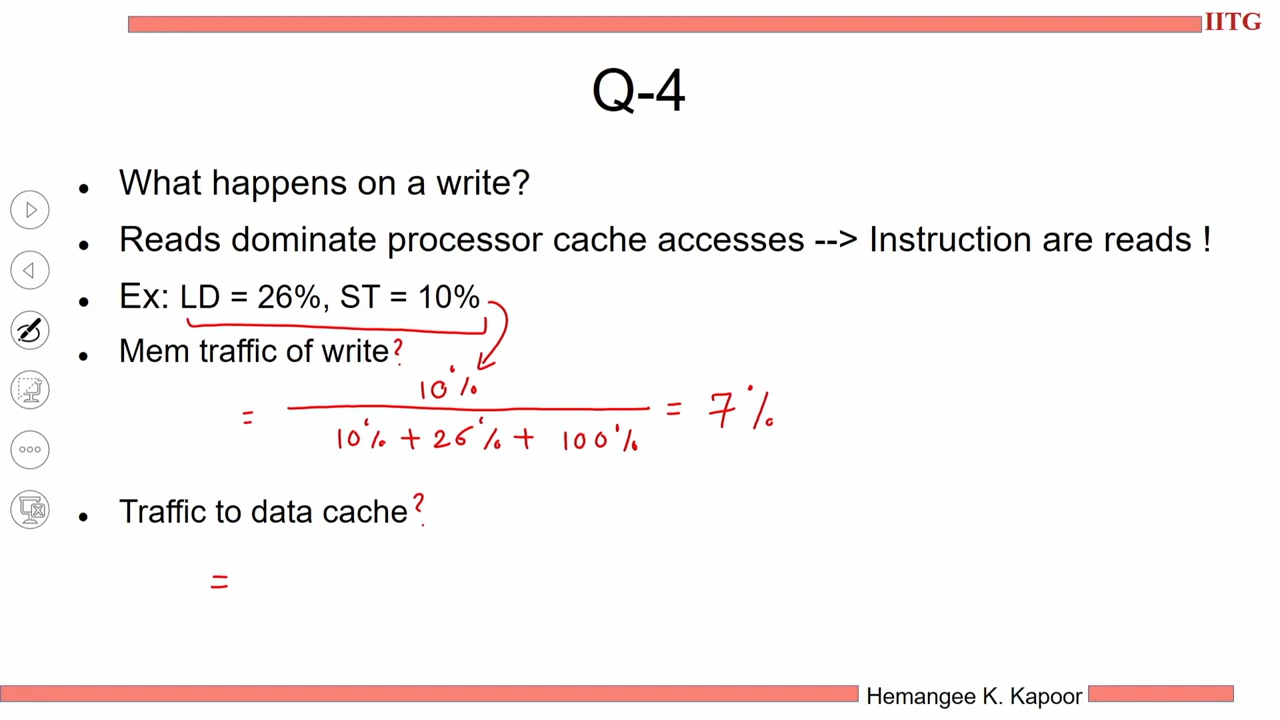 IITG
Q-4
• What happens on a write?
• Reads dominate processor cache accesses --> Instruction are reads !
• Ex: LD = 26%, ST = 10%
• Mem traffic of write?
10%
= = 7%
10% + 26% + 100%
• Traffic to data cache?
=
Hemangee K. Kapoor